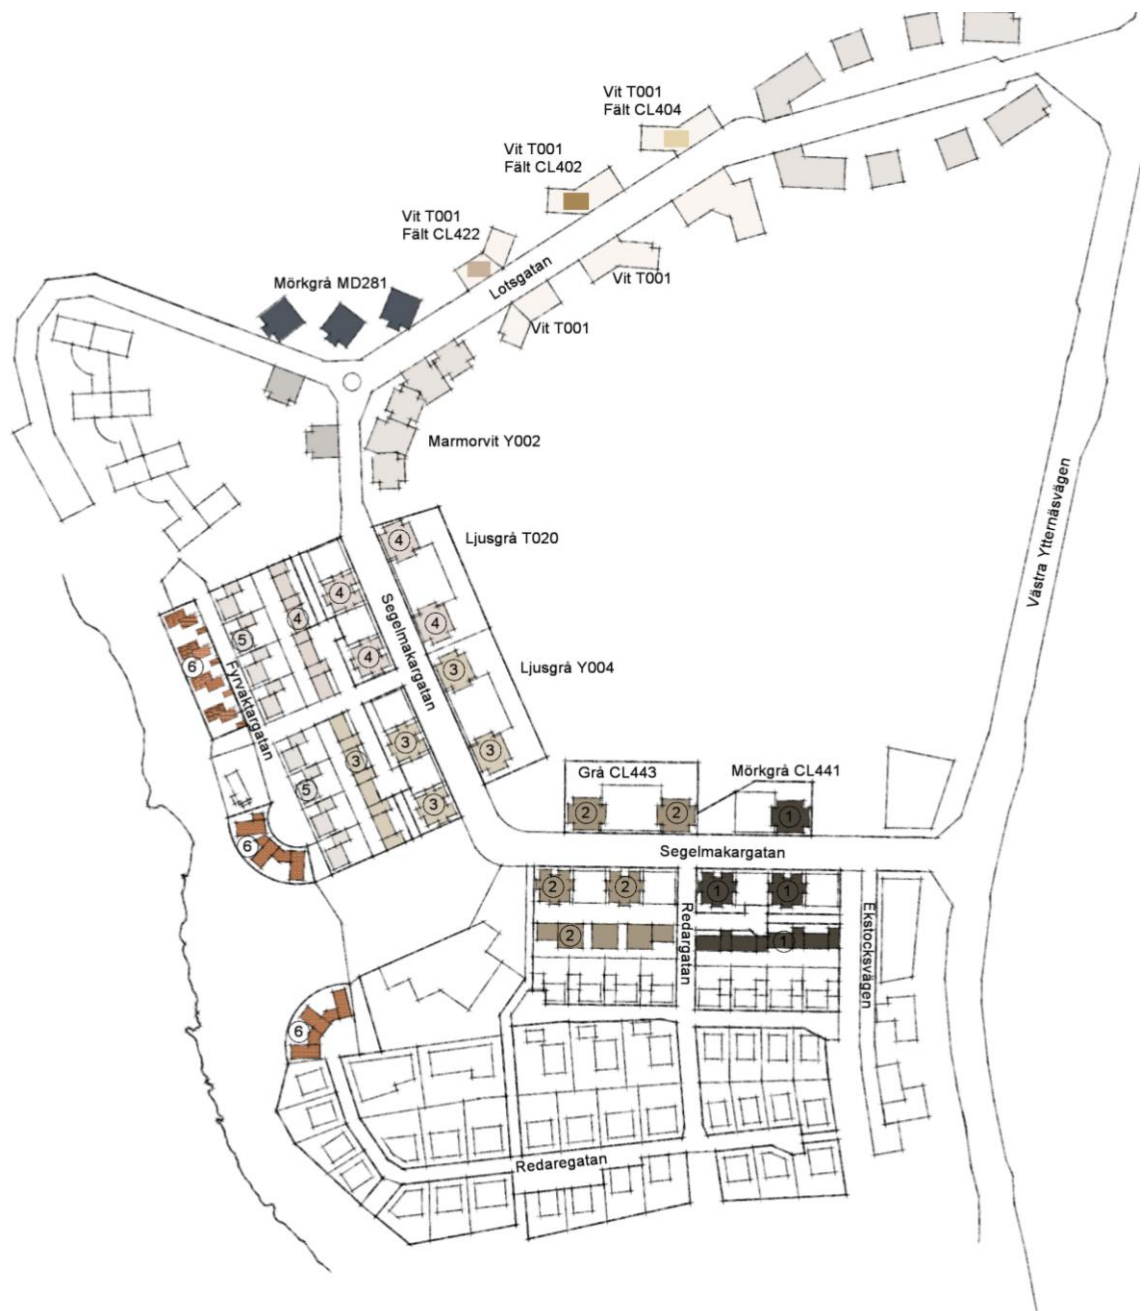 Vit T001
Fält CL404
Vit T001
Fält CL402
Vit T001
Fält CL422
Mörkgrå MD281
Lotsgatan
Vit T001
Vit T001
Marmorvit Y002
Västra Ytternäsvägen
4
Ljusgrå T020
4
4
4
5
Segelmakargatan
4
4
6
Fyrvaktargatan
3
Ljusgrå Y004
3
3
3
5
3
6
Grå CL443
Mörkgrå CL441
2
2
1
Segelmakargatan
2
2
1
1
Redargatan
Ekstocksvägen
2
1
6
Redaregatan